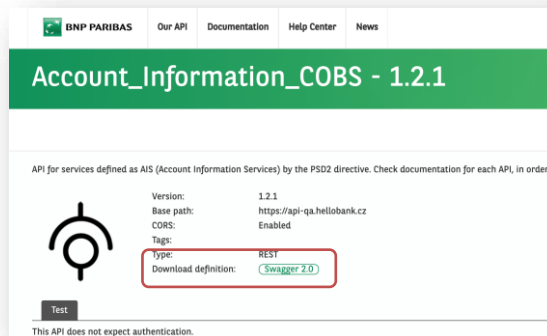 BNP PARIBAS Our API Documentation Help Center News
Account_Information_COBS - 1.2.1
API for services defined as AIS (Account Information Services) by the PSD2 directive. Check documentation for each API, in order
Version: 1.2.1
Base path: https://api-qa.hellobank.cz
CORS: Enabled
Tags:
Type: REST
Download definition: Swagger 2.0
Test
This API does not expect authentication.